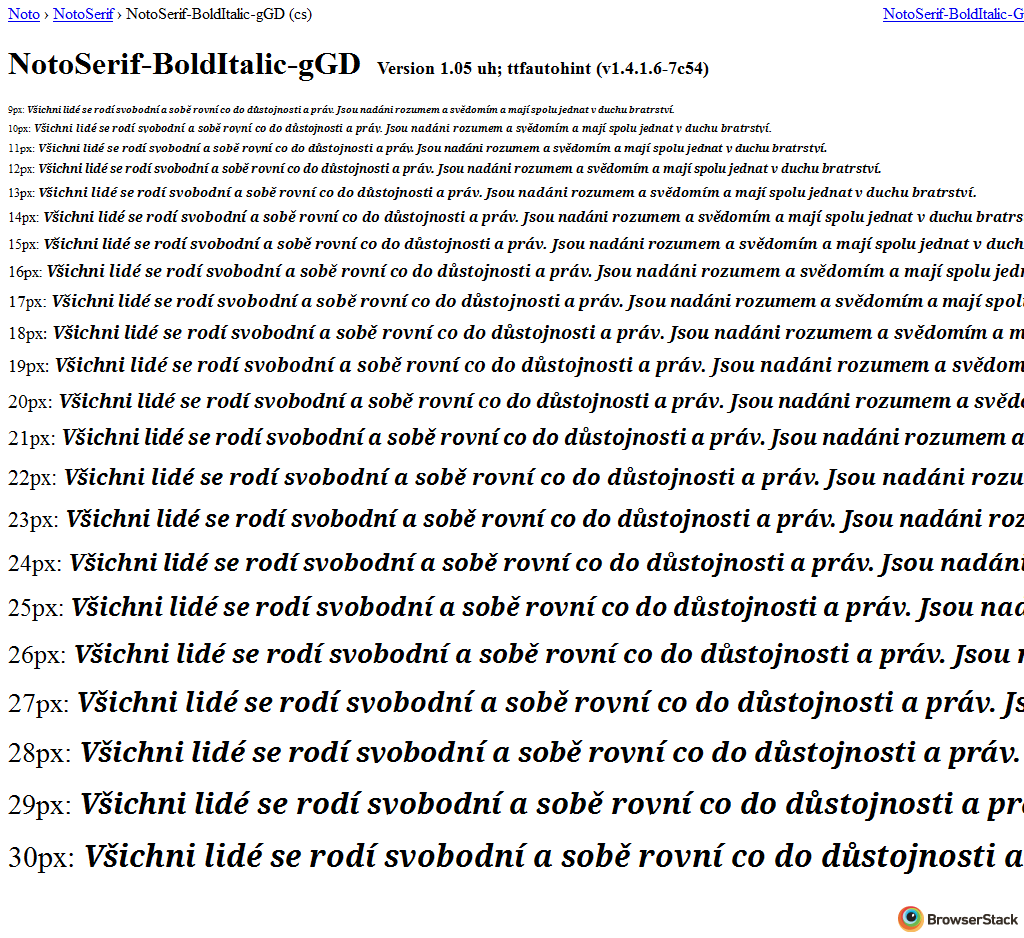 Noto › NotoSerif › NotoSerif-BoldItalic-gGD (cs) NotoSerif-BoldItalic-G
NotoSerif-BoldItalic-gGD Version 1.05 uh; ttfautohint (v1.4.1.6-7c54)
9px: Všichni lidé se rodí svobodní a sobě rovní co do důstojnosti a práv. Jsou nadáni rozumem a svědomím a mají spolu jednat v duchu bratrství.
10px: Všichni lidé se rodí svobodní a sobě rovní co do důstojnosti a práv. Jsou nadáni rozumem a svědomím a mají spolu jednat v duchu bratrství.
11px: Všichni lidé se rodí svobodní a sobě rovní co do důstojnosti a práv. Jsou nadáni rozumem a svědomím a mají spolu jednat v duchu bratrství.
12px: Všichni lidé se rodí svobodní a sobě rovní co do důstojnosti a práv. Jsou nadáni rozumem a svědomím a mají spolu jednat v duchu bratrství.
13px: Všichni lidé se rodí svobodní a sobě rovní co do důstojnosti a práv. Jsou nadáni rozumem a svědomím a mají spolu jednat v duchu bratrství.
14px: Všichni lidé se rodí svobodní a sobě rovní co do důstojnosti a práv. Jsou nadáni rozumem a svědomím a mají spolu jednat v duchu bratrs
15px: Všichni lidé se rodí svobodní a sobě rovní co do důstojnosti a práv. Jsou nadáni rozumem a svědomím a mají spolu jednat v duch
16px: Všichni lidé se rodí svobodní a sobě rovní co do důstojnosti a práv. Jsou nadáni rozumem a svědomím a mají spolu jedn
17px: Všichni lidé se rodí svobodní a sobě rovní co do důstojnosti a práv. Jsou nadáni rozumem a svědomím a mají spol
18px: Všichni lidé se rodí svobodní a sobě rovní co do důstojnosti a práv. Jsou nadáni rozumem a svědomím a m
19px: Všichni lidé se rodí svobodní a sobě rovní co do důstojnosti a práv. Jsou nadáni rozumem a svědom
20px: Všichni lidé se rodí svobodní a sobě rovní co do důstojnosti a práv. Jsou nadáni rozumem a svědo
21px: Všichni lidé se rodí svobodní a sobě rovní co do důstojnosti a práv. Jsou nadáni rozumem a
22px: Všichni lidé se rodí svobodní a sobě rovní co do důstojnosti a práv. Jsou nadáni rozu
23px: Všichni lidé se rodí svobodní a sobě rovní co do důstojnosti a práv. Jsou nadáni roz
24px: Všichni lidé se rodí svobodní a sobě rovní co do důstojnosti a práv. Jsou nadáni
25px: Všichni lidé se rodí svobodní a sobě rovní co do důstojnosti a práv. Jsou nad
26px: Všichni lidé se rodí svobodní a sobě rovní co do důstojnosti a práv. Jsou n
27px: Všichni lidé se rodí svobodní a sobě rovní co do důstojnosti a práv. Js
28px: Všichni lidé se rodí svobodní a sobě rovní co do důstojnosti a práv.
29px: Všichni lidé se rodí svobodní a sobě rovní co do důstojnosti a prá
30px: Všichni lidé se rodí svobodní a sobě rovní co do důstojnosti a
BrowserStack